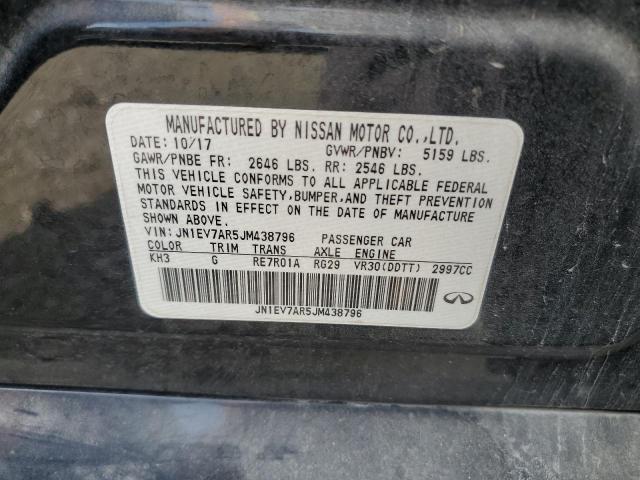 MANUFACTURED BY NISSAN MOTOR CO.,LTD.
DATE: 10/17 GVWR/PNBV: 5159 LBS.
GAWR/PNBE FR: 2646 LBS. RR: 2546 LBS.
THIS VEHICLE CONFORMS TO ALL APPLICABLE FEDERAL
MOTOR VEHICLE SAFETY,BUMPER,AND THEFT PREVENTION
STANDARDS IN EFFECT ON THE DATE OF MANUFACTURE
SHOWN ABOVE.
VIN: JN1EV7AR5JM438796 PASSENGER CAR
COLOR TRIM TRANS AXLE ENGINE
KH3 G RE7R01A RG29 VR30(DDTT) 2997CC
JN1EV7AR5JM438796